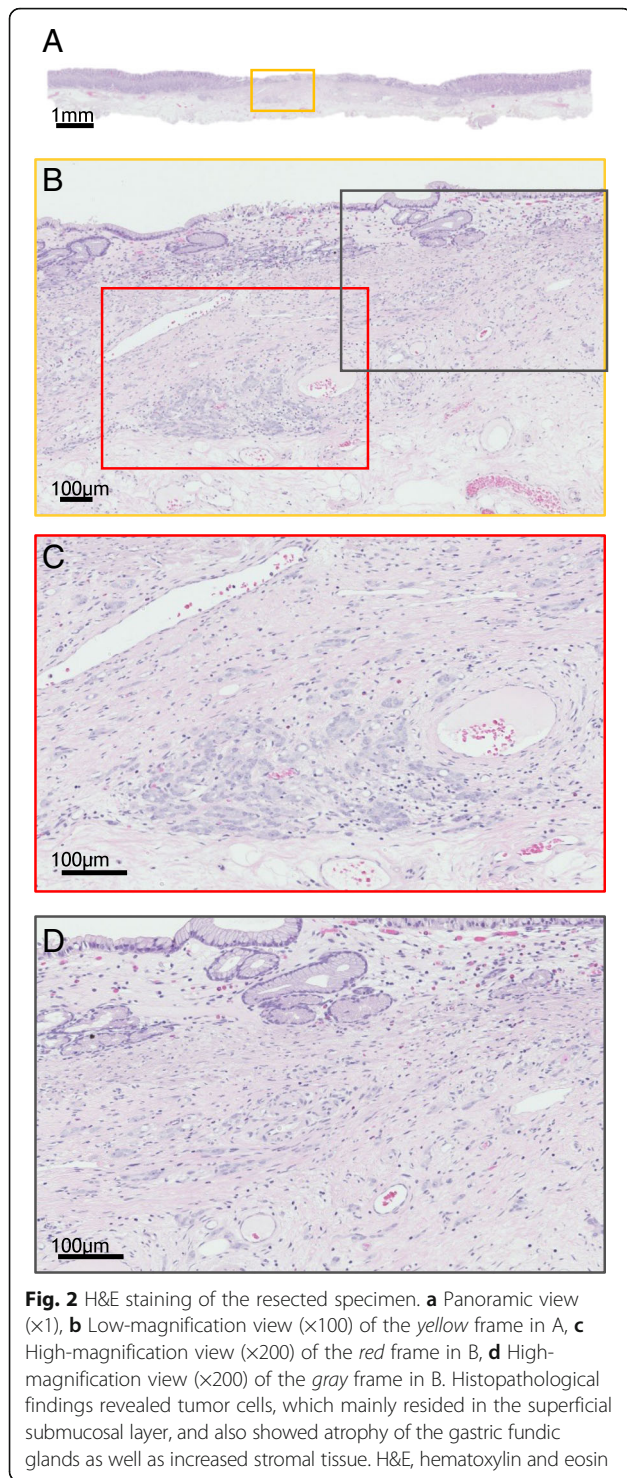 A
1mm
B
100µm
C
100µm
D
100µm
Fig. 2 H&E staining of the resected specimen. a Panoramic view
(×1), b Low-magnification view (×100) of the yellow frame in A, c
High-magnification view (×200) of the red frame in B, d High-
magnification view (×200) of the gray frame in B. Histopathological
findings revealed tumor cells, which mainly resided in the superficial
submucosal layer, and also showed atrophy of the gastric fundic
glands as well as increased stromal tissue. H&E, hematoxylin and eosin